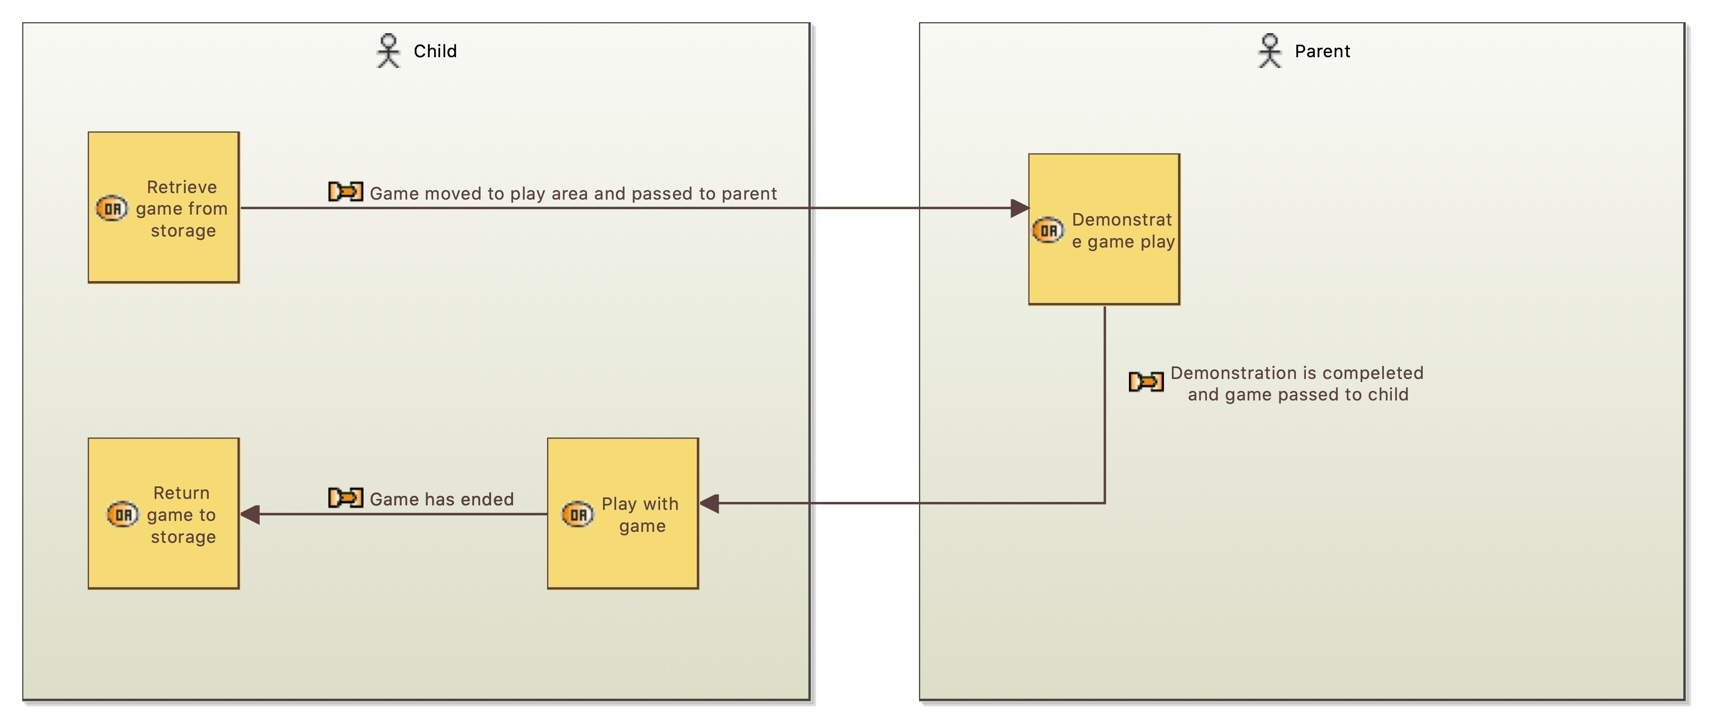 Child
Parent
OA
Retrieve
game from
storage
Game moved to play area and passed to parent
OA
Demonstrat
e game play
Demonstration is compeleted
and game passed to child
OA
Return
game to
storage
Game has ended
OA
Play with
game